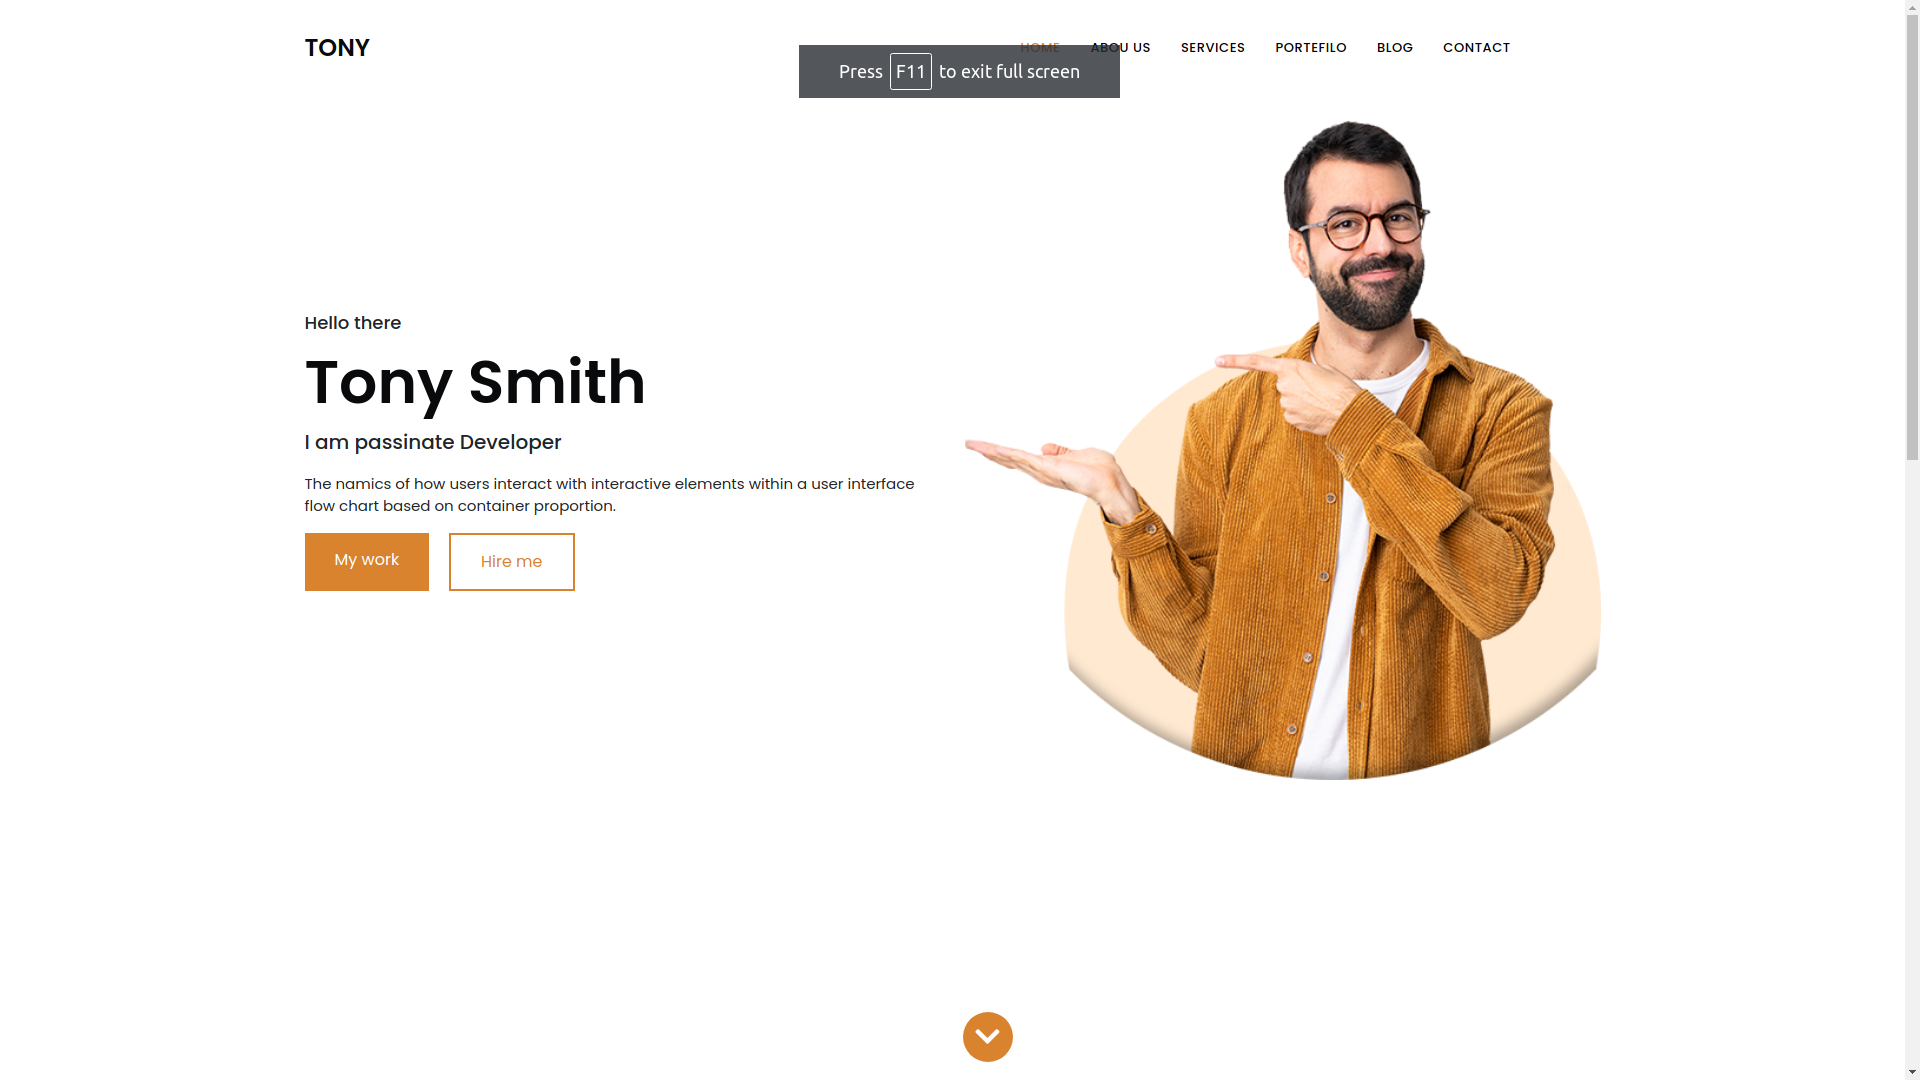 TONY
HOME ABOU US SERVICES PORTEFILO BLOG CONTACT
Press F11 to exit full screen
Hello there
Tony Smith
I am passinate Developer
The namics of how users interact with interactive elements within a user interface
flow chart based on container proportion.
My work
Hire me